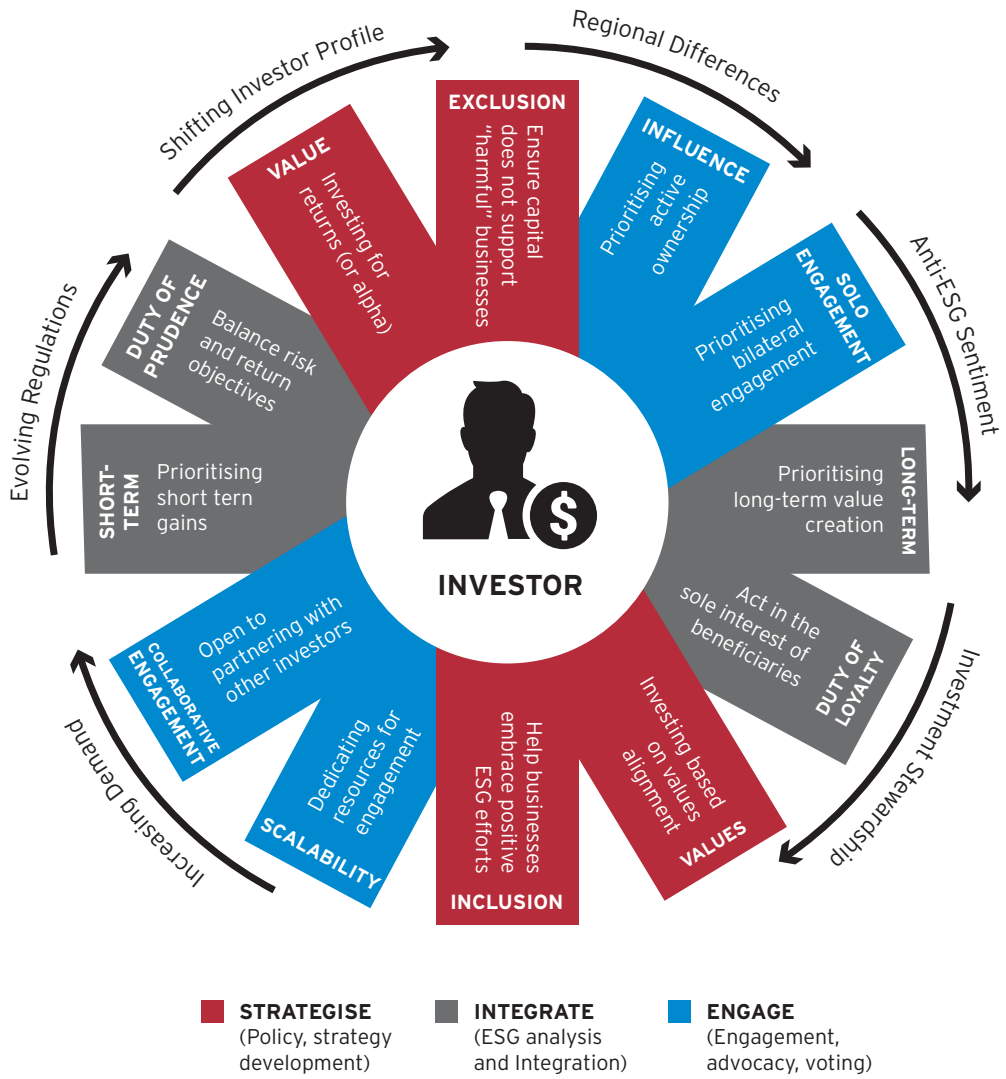 Shifting Investor Profile
Regional Differences
Anti-ESG Sentiment
Investment Stewardship
Increasing Demand
Evolving Regulations
EXCLUSION
Ensure capital
does not support
“harmful” businesses
INFLUENCE
Prioritising
active
ownership
SOLO
ENGAGEMENT
Prioritising
bilateral
engagement
LONG-TERM
Prioritising
long-term value
creation
DUTY OF
LOYALTY
Act in the
sole interest of
beneficiaries
VALUES
Investing based
on values
alignment
INCLUSION
Help businesses
embrace positive
ESG efforts
SCALABILITY
Dedicating
resources for
engagement
COLLABORATIVE
ENGAGEMENT
Open to
partnering with
other investors
SHORT-
TERM
Prioritising
short tern
gains
DUTY OF
PRUDENCE
Balance risk
and return
objectives
VALUE
Investing for
returns (or alpha)
$
INVESTOR
STRATEGISE
(Policy, strategy
development)
INTEGRATE
(ESG analysis
and Integration)
ENGAGE
(Engagement,
advocacy, voting)